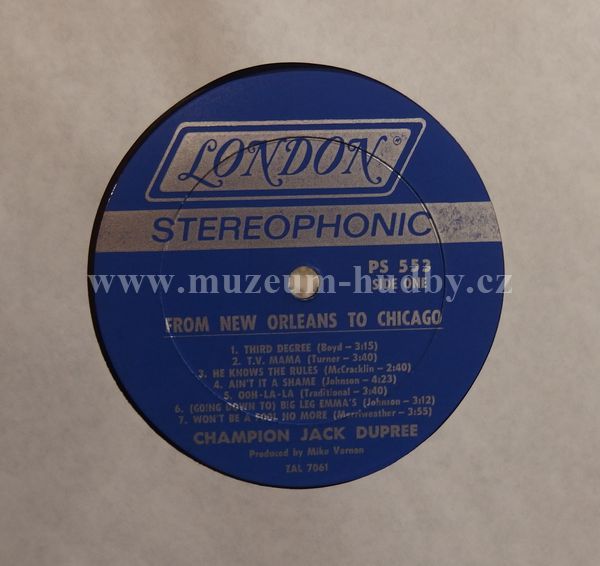 LONDON ®
STEREOPHONIC
PS 553
SIDE ONE
www.muzeum-hudby.cz
FROM NEW ORLEANS TO CHICAGO
1. THIRD DEGREE (Boyd – 3:15)
2. T.V. MAMA (Turner – 3:40)
3. HE KNOWS THE RULES (McCracklin – 2:40)
4. AIN'T IT A SHAME (Johnson – 4:23)
5. OOH-LA-LA (Traditional – 3:40)
6. (GOING DOWN TO) BIG LEG EMMA'S (Johnson – 3:12)
7. WON'T BE A FOOL NO MORE (Merriweather – 3:55)
CHAMPION JACK DUPREE
Produced by Mike Vernon
ZAL 7061